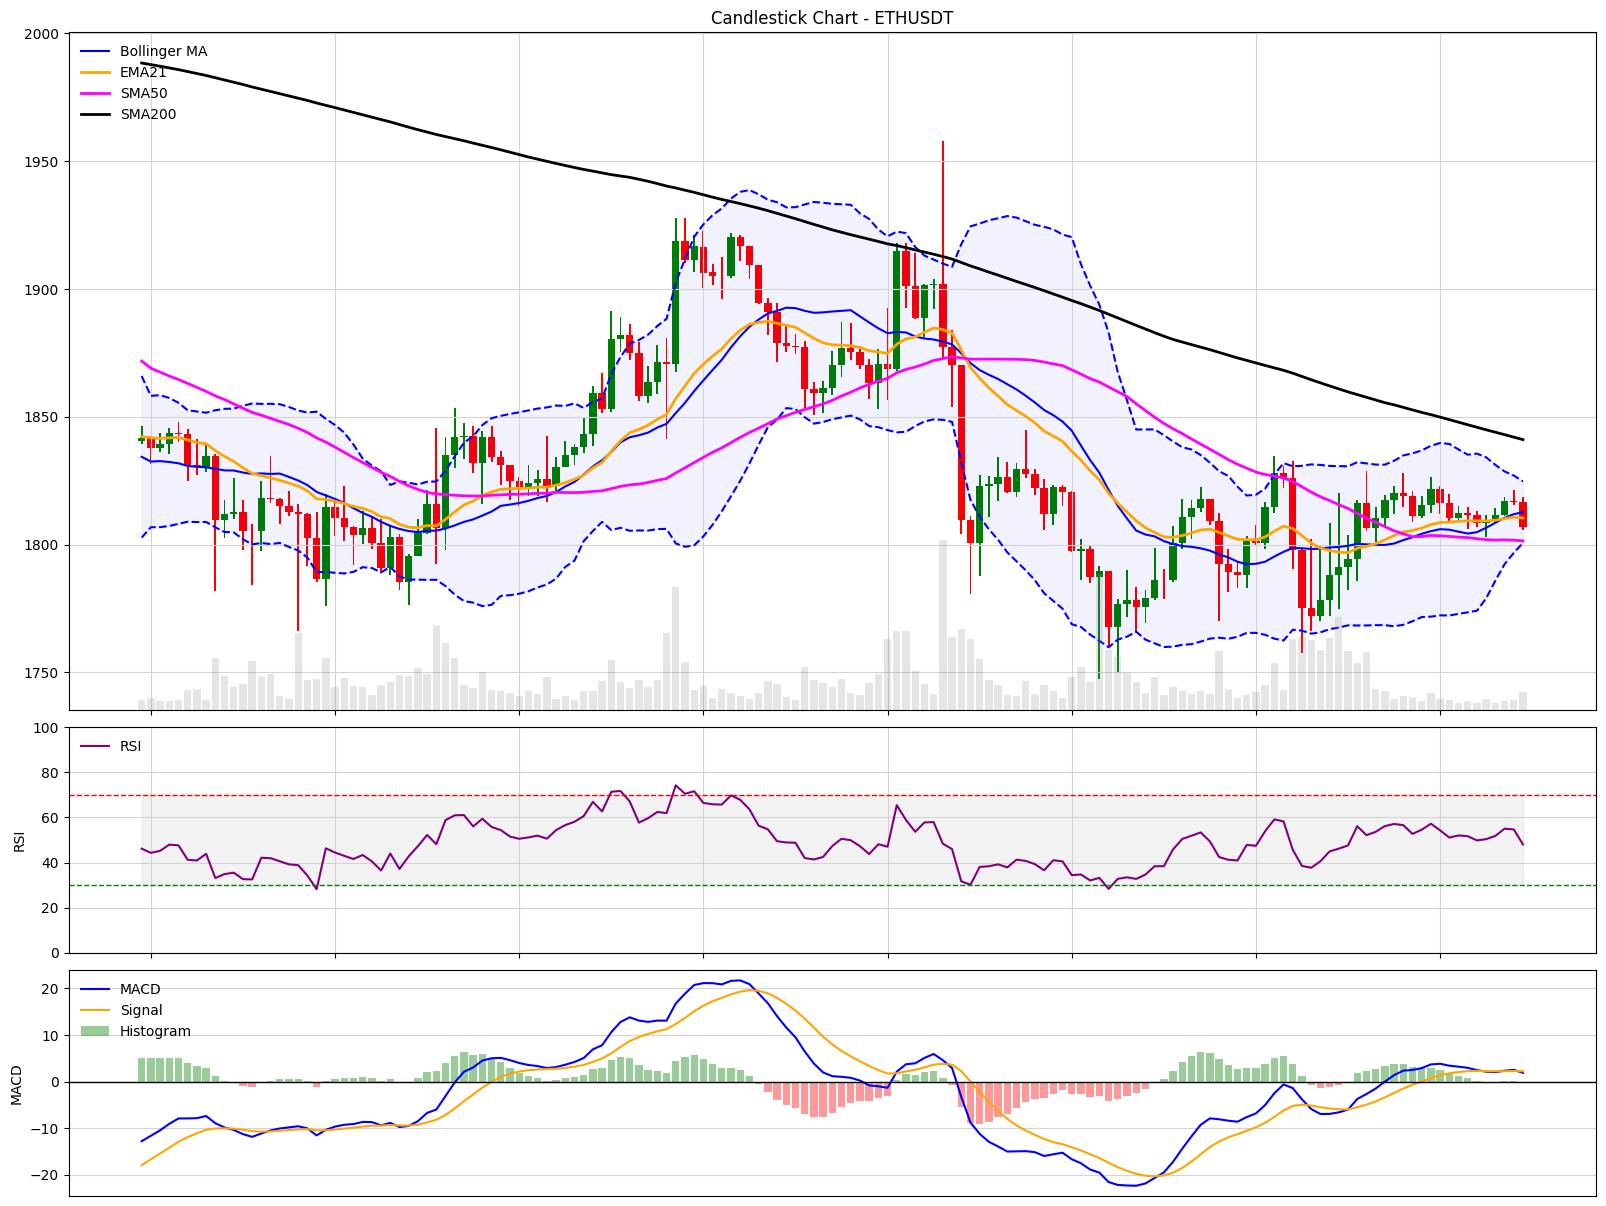 Candlestick Chart - ETHUSDT
2000
1950
1900
1850
1800
1750
Bollinger MA
EMA21
SMA50
SMA200
100
80
60
40
20
0
RSI
RSI
20
10
0
−10
−20
MACD
MACD
Signal
Histogram